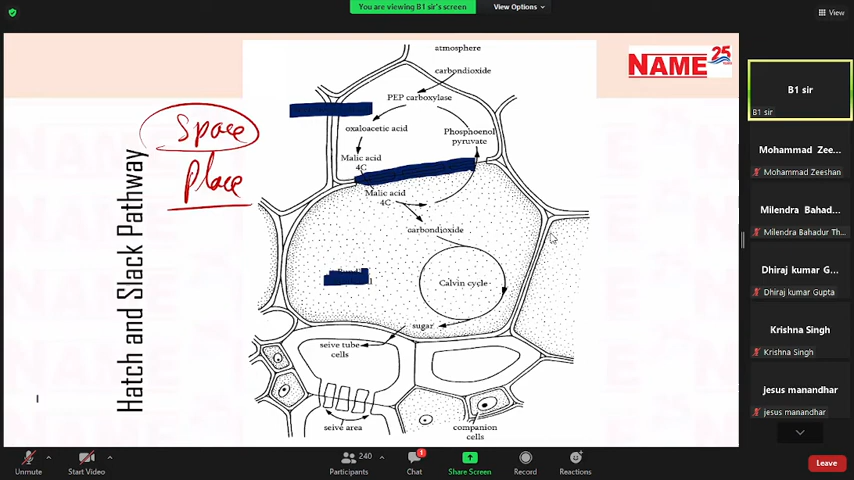 You are viewing B1 sir's screen
View Options
View
NAME 25
atmosphere
carbondioxide
PEP carboxylase
oxaloacetic acid
Phosphoenol
pyruvate
Malic acid
4C
Malic acid
4C
carbondioxide
Calvin cycle
sugar
seive tube
cells
seive area
companion
cells
Space
Place
Hatch and Slack Pathway
B1 sir
B1 sir
Mohammad Zee...
Mohammad Zeeshan
Milendra Bahad...
Milendra Bahadur Th...
Dhiraj kumar G...
Dhiraj kumar Gupta
Krishna Singh
Krishna Singh
jesus manandhar
jesus manandhar
Unmute
Start Video
240
Participants
1
Chat
Share Screen
Record
Reactions
Leave